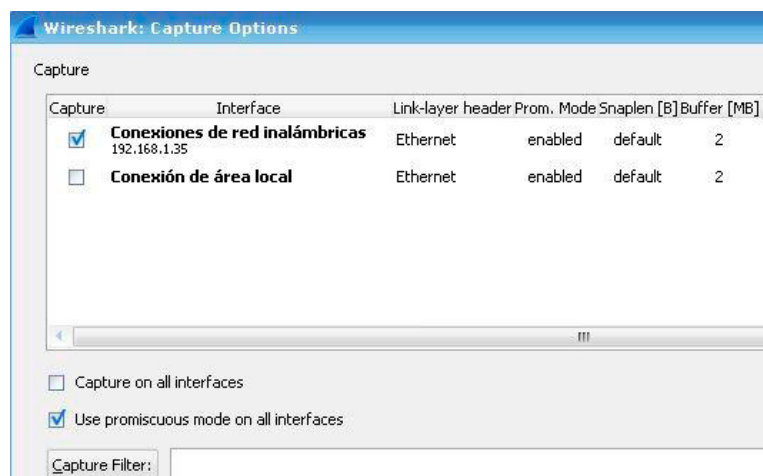 Wireshark: Capture Options
Capture
Capture Interface Link-layer header Prom. Mode Snaplen [B] Buffer [MB]
Conexiones de red inalámbricas Ethernet enabled default 2
192.168.1.35
Conexión de área local Ethernet enabled default 2
Capture on all interfaces
Use promiscuous mode on all interfaces
Capture Filter: